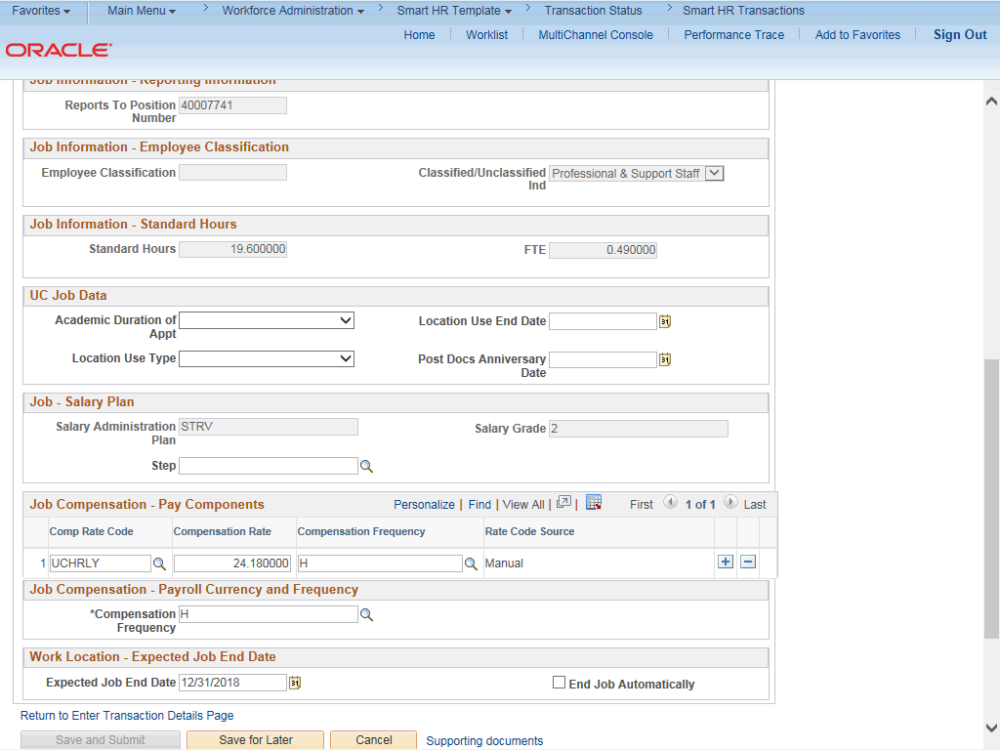 Favorites Main Menu > Workforce Administration > Smart HR Template > Transaction Status > Smart HR Transactions
Home Worklist MultiChannel Console Performance Trace Add to Favorites Sign Out
ORACLE
Job Information - Reporting Information
Reports To Position Number 40007741
Job Information - Employee Classification
Employee Classification Classified/Unclassified Ind Professional & Support Staff
Job Information - Standard Hours
Standard Hours 19.600000 FTE 0.490000
UC Job Data
Academic Duration of Appt Location Use End Date
Location Use Type Post Docs Anniversary Date
Job - Salary Plan
Salary Administration Plan STRV Salary Grade 2
Step
Job Compensation - Pay Components Personalize | Find | View All | | First 1 of 1 Last
Comp Rate Code Compensation Rate Compensation Frequency Rate Code Source
1 UCHRLY 24.180000 H Manual
Job Compensation - Payroll Currency and Frequency
*Compensation Frequency H
Work Location - Expected Job End Date
Expected Job End Date 12/31/2018 End Job Automatically
Return to Enter Transaction Details Page
Save and Submit Save for Later Cancel Supporting documents